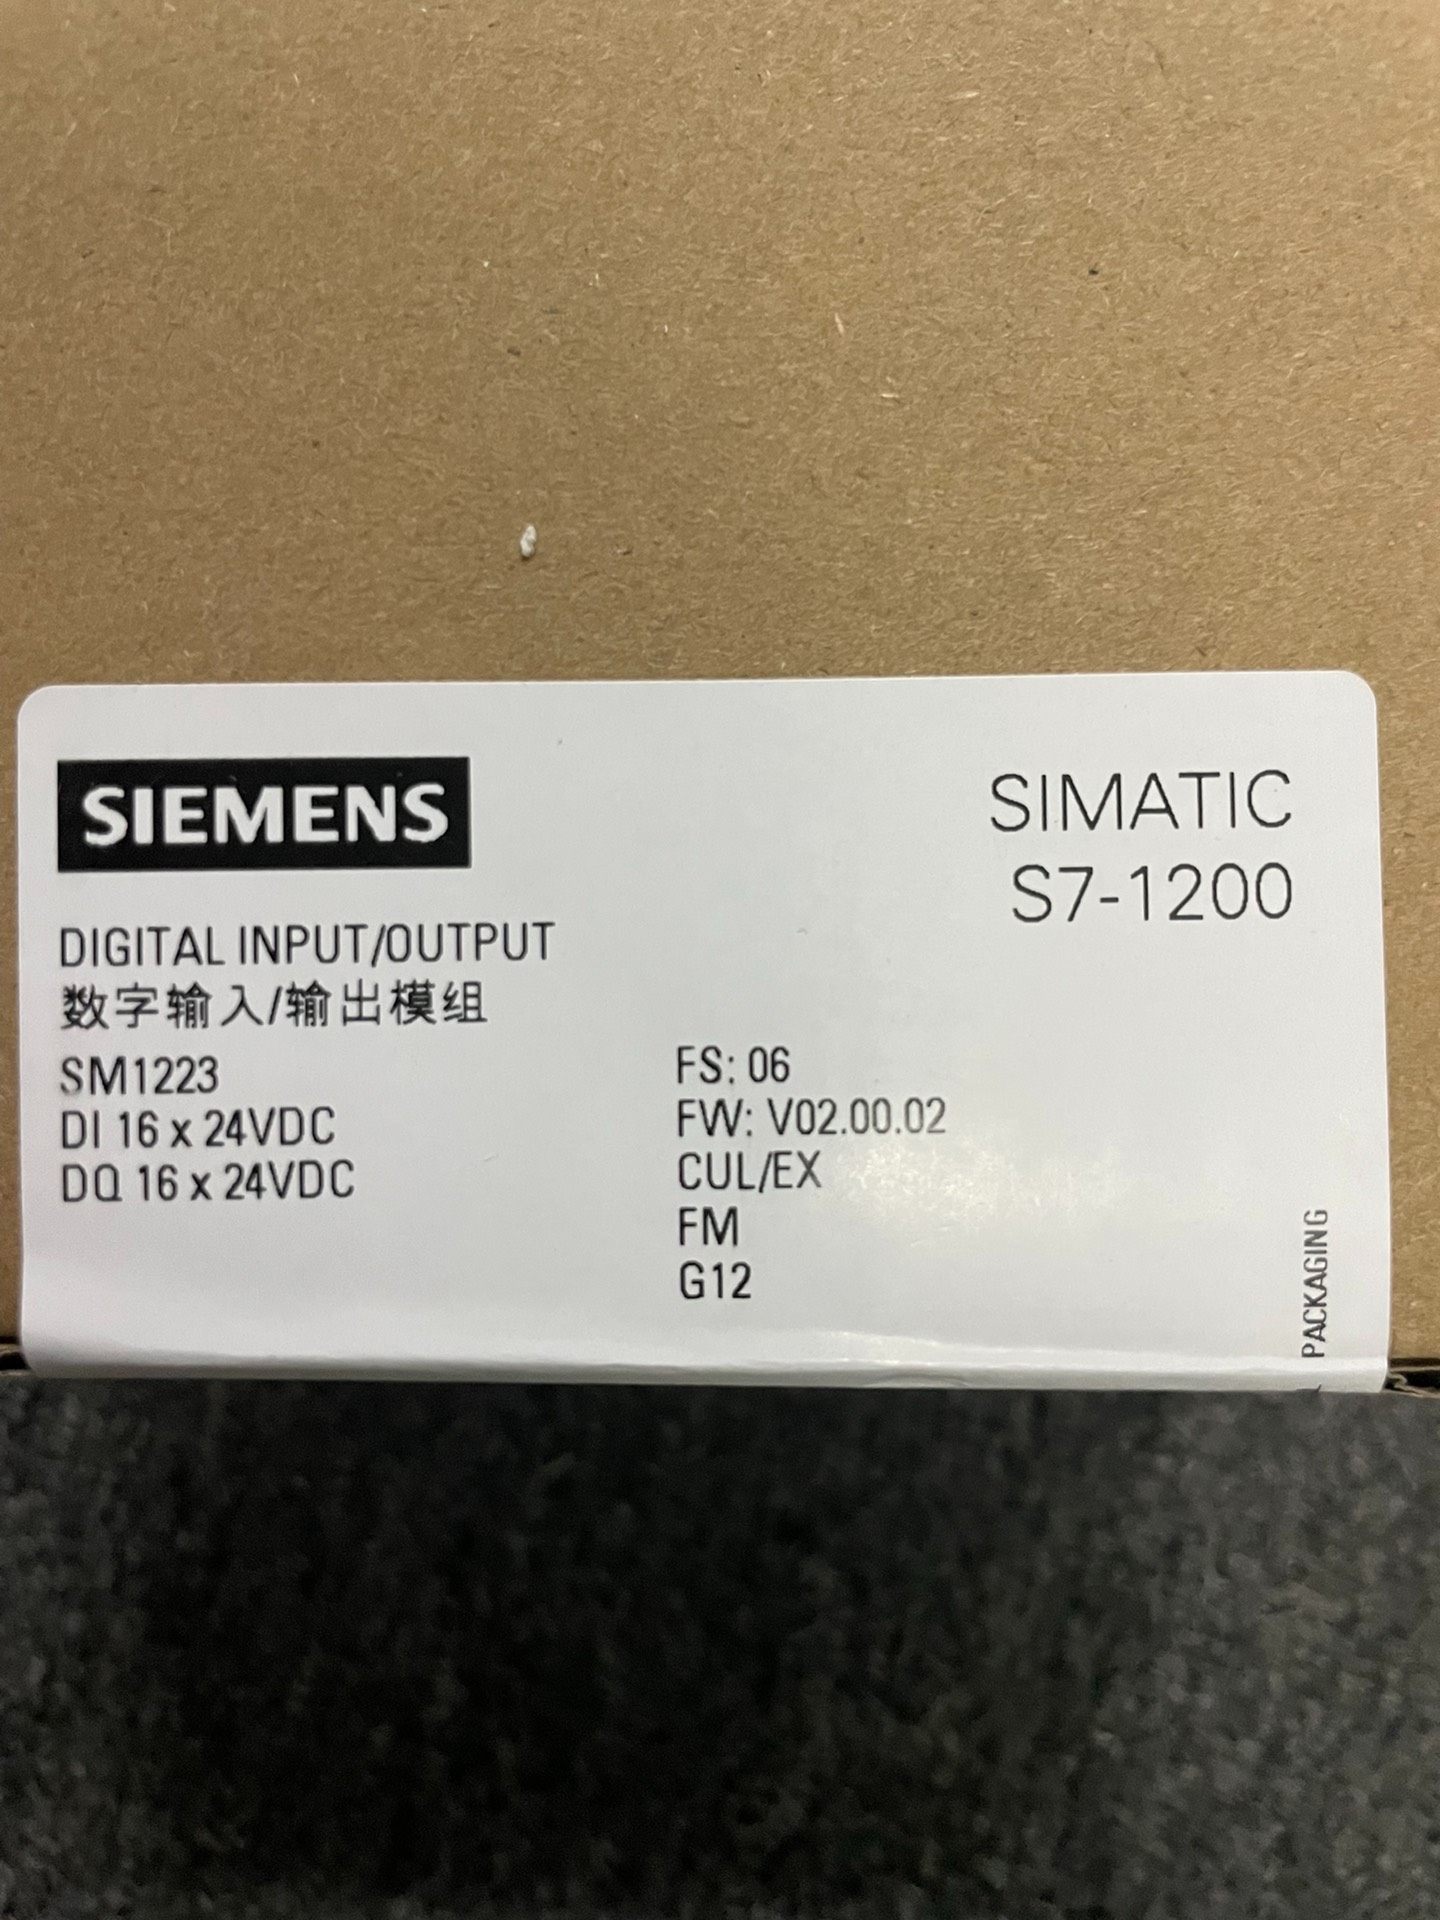 SIEMENS
SIMATIC
S7-1200
DIGITAL INPUT/OUTPUT
数字输入/输出模组
SM1223
DI 16 x 24VDC
DQ 16 x 24VDC
FS: 06
FW: V02.00.02
CUL/EX
FM
G12
PACKAGING